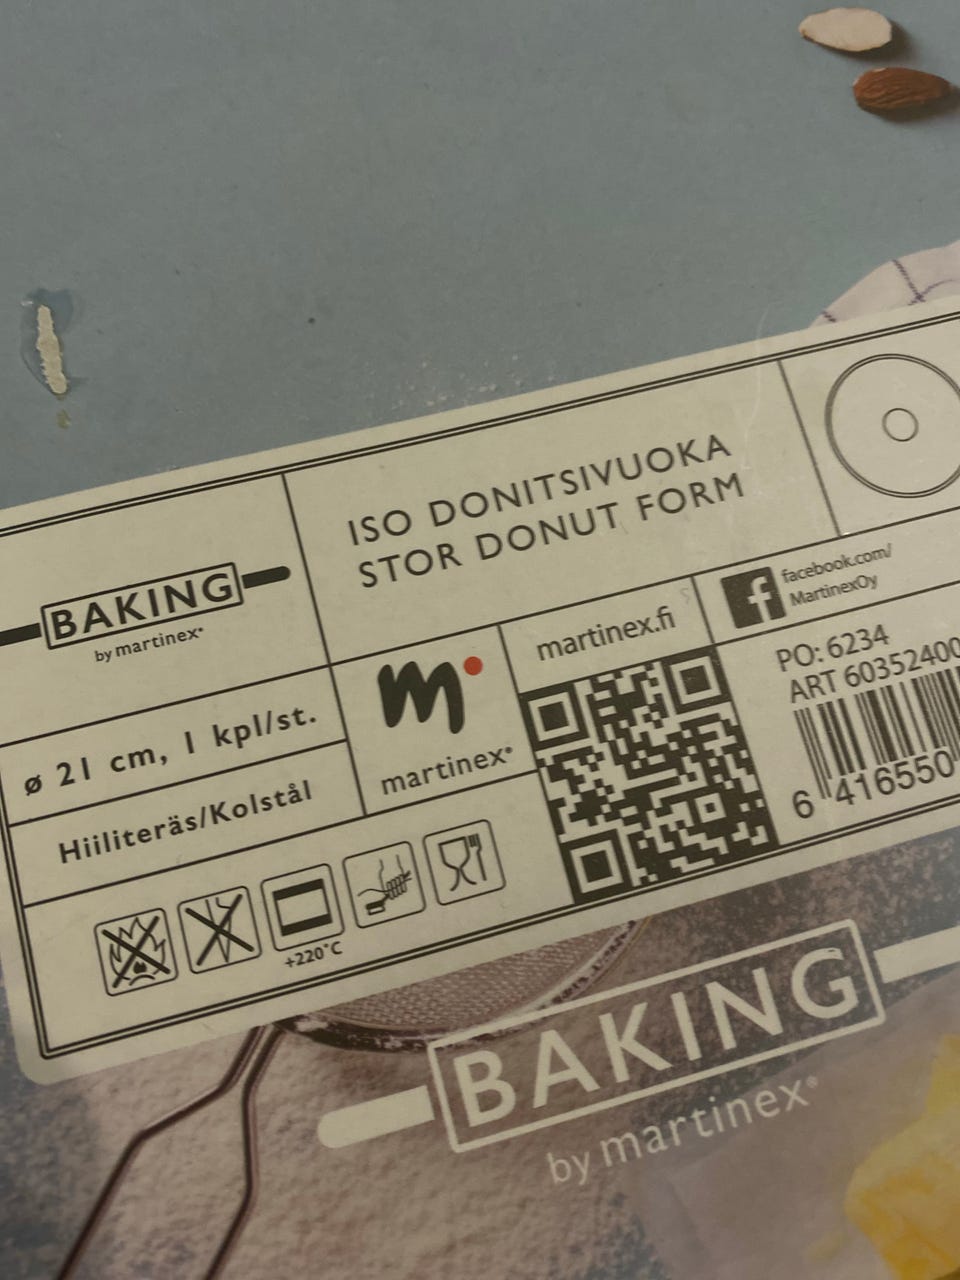 ISO DONITSIVUOKA
STOR DONUT FORM
BAKING
by martinex®
facebook.com/
MartinexOy
martinex.fi
m
martinex®
PO: 6234
ART 60352400
6 416550
ø 21 cm, 1 kpl/st.
Hiiliteräs/Kolstål
+220°C
BAKING
by martinex®